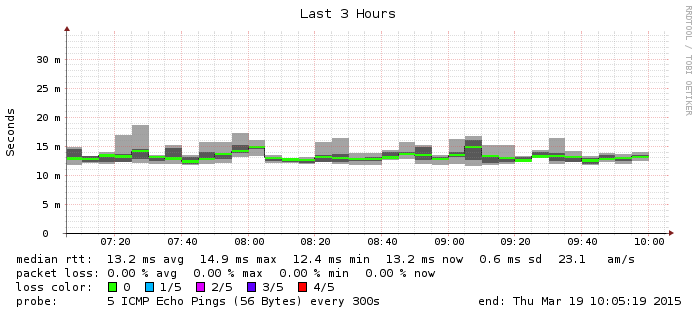 Last 3 Hours
RRDTOOL / TOBI OETIKER
Seconds
30 m
25 m
20 m
15 m
10 m
5 m
0
07:20 07:40 08:00 08:20 08:40 09:00 09:20 09:40 10:00
median rtt: 13.2 ms avg 14.9 ms max 12.4 ms min 13.2 ms now 0.6 ms sd 23.1 am/s
packet loss: 0.00 % avg 0.00 % max 0.00 % min 0.00 % now
loss color: 0 1/5 2/5 3/5 4/5
probe: 5 ICMP Echo Pings (56 Bytes) every 300s end: Thu Mar 19 10:05:19 2015